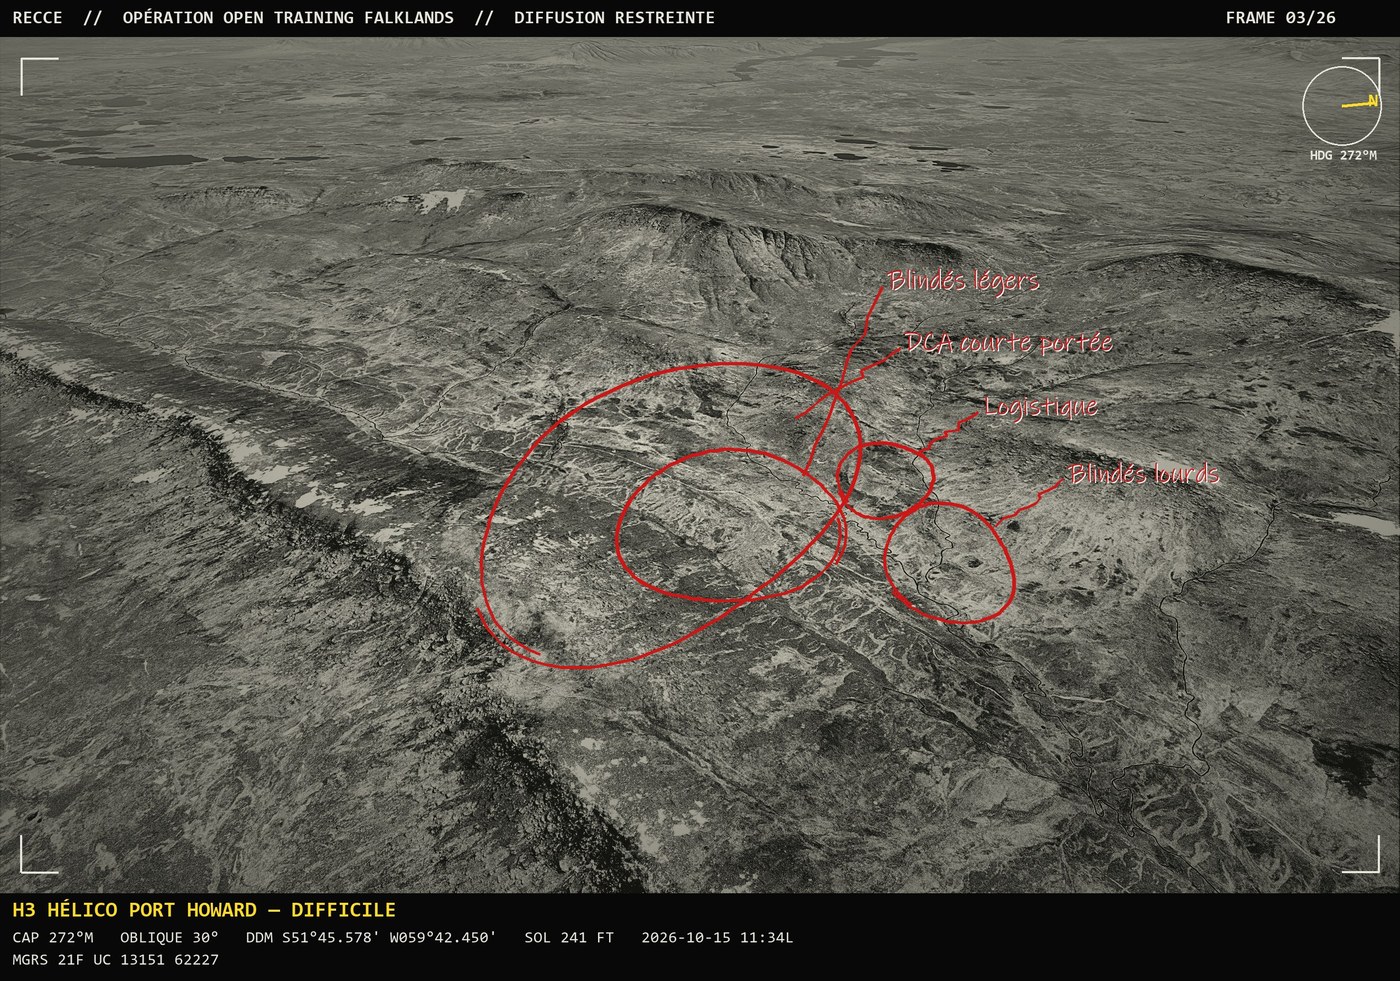 RECCE // OPÉRATION OPEN TRAINING FALKLANDS // DIFFUSION RESTREINTE FRAME 03/26
N
HDG 272°M
Blindés légers
DCA courte portée
Logistique
Blindés lourds
H3 HÉLICO PORT HOWARD — DIFFICILE
CAP 272°M OBLIQUE 30° DDM S51°45.578' W059°42.450' SOL 241 FT 2026-10-15 11:34L
MGRS 21F UC 13151 62227